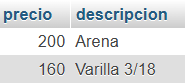 precio descripcion
200 Arena
160 Varilla 3/18